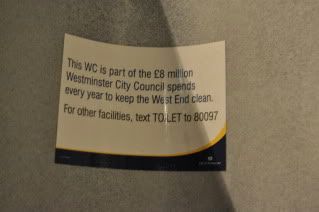 This WC is part of the £8 million
Westminster City Council spends
every year to keep the West End clean.
For other facilities, text TOILET to 80097